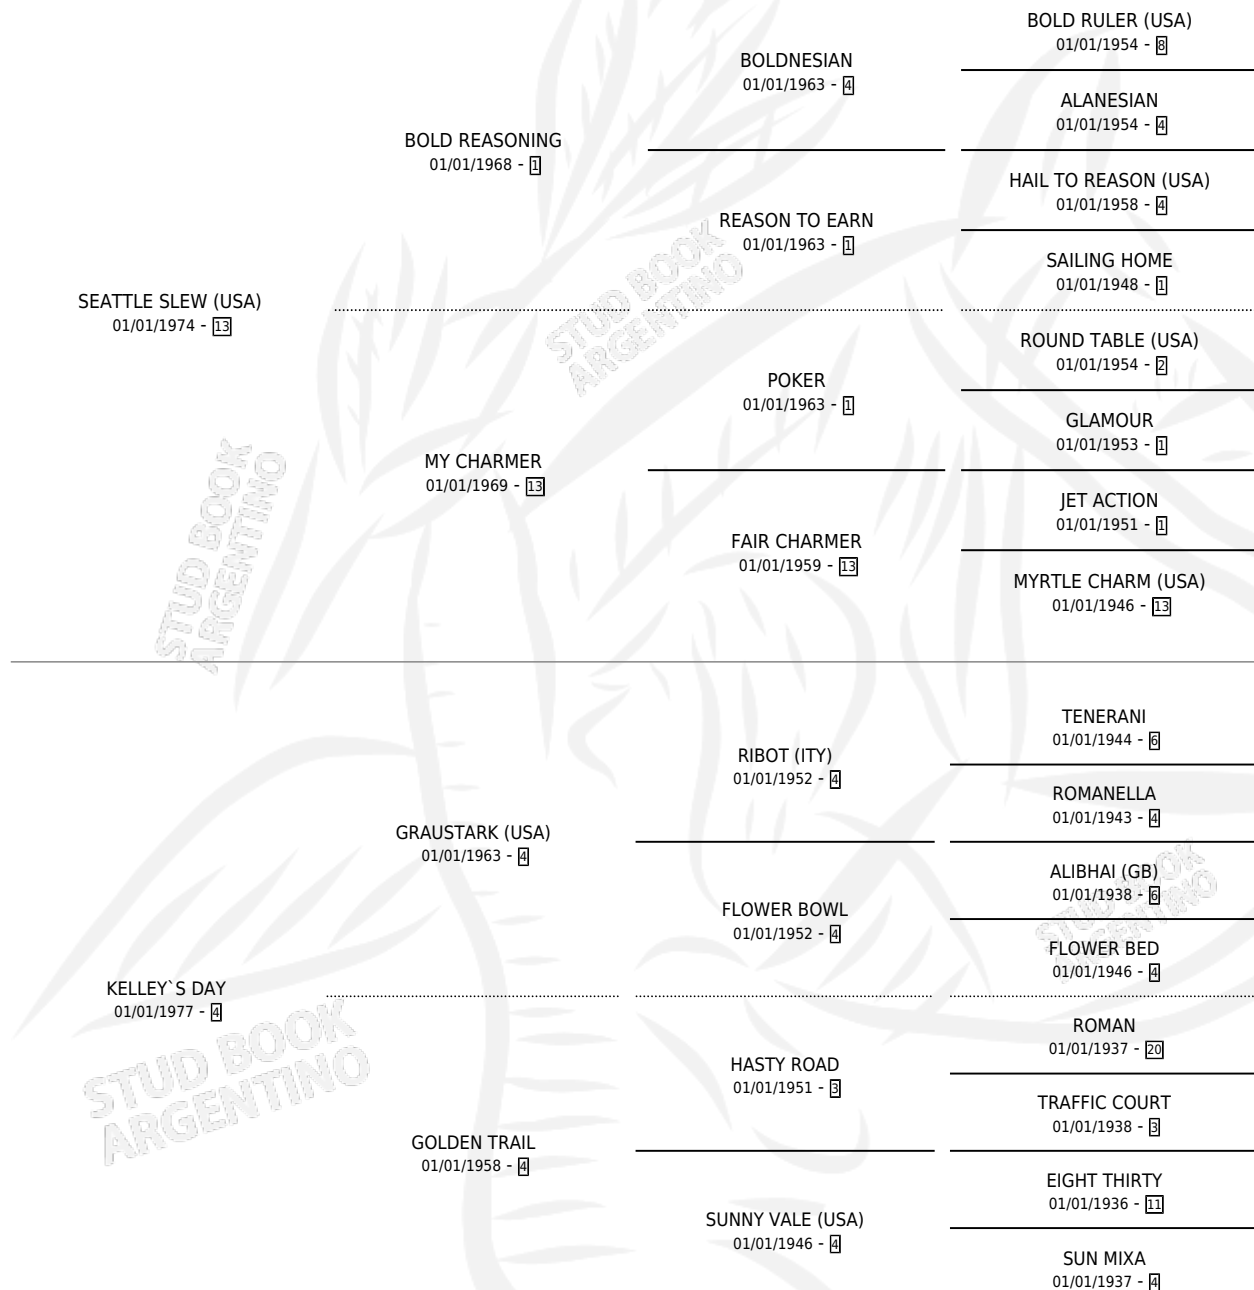 BOLD RULER (USA)
01/01/1954 - 8
BOLDNESIAN
01/01/1963 - 4
ALANESIAN
01/01/1954 - 4
BOLD REASONING
01/01/1968 - 1
HAIL TO REASON (USA)
01/01/1958 - 4
REASON TO EARN
01/01/1963 - 1
SAILING HOME
01/01/1948 - 1
SEATTLE SLEW (USA)
01/01/1974 - 13
STUD BOOK
ARGENTINO
ROUND TABLE (USA)
01/01/1954 - 2
POKER
01/01/1963 - 1
GLAMOUR
01/01/1953 - 1
MY CHARMER
01/01/1969 - 13
JET ACTION
01/01/1951 - 1
FAIR CHARMER
01/01/1959 - 13
MYRTLE CHARM (USA)
01/01/1946 - 13
STUD BOOK
ARGENTINO
TENERANI
01/01/1944 - 6
RIBOT (ITY)
01/01/1952 - 4
ROMANELLA
01/01/1943 - 4
GRAUSTARK (USA)
01/01/1963 - 4
ALIBHAI (GB)
01/01/1938 - 6
FLOWER BOWL
01/01/1952 - 4
STUD BOOK
ARGENTINO
FLOWER BED
01/01/1946 - 4
KELLEY`S DAY
01/01/1977 - 4
ROMAN
01/01/1937 - 20
HASTY ROAD
01/01/1951 - 3
STUD BOOK
ARGENTINO
TRAFFIC COURT
01/01/1938 - 3
GOLDEN TRAIL
01/01/1958 - 4
EIGHT THIRTY
01/01/1936 - 11
SUNNY VALE (USA)
01/01/1946 - 4
SUN MIXA
01/01/1937 - 4